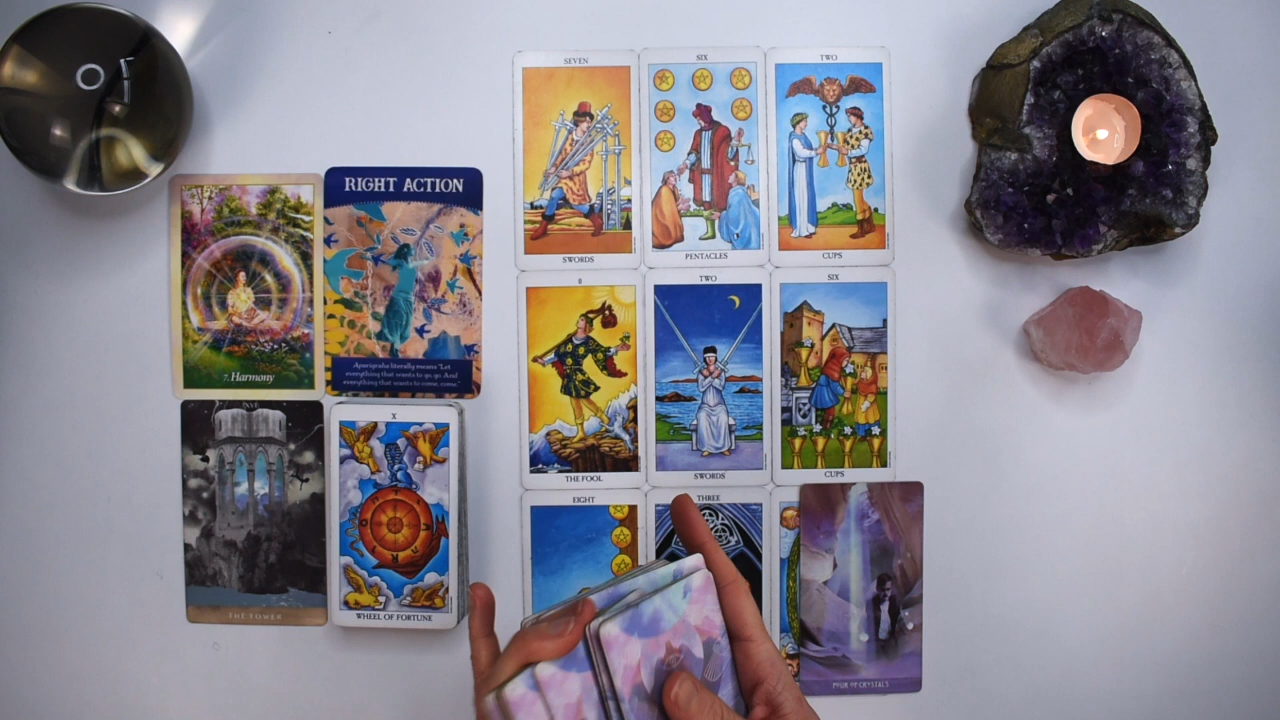 SEVEN
SWORDS
SIX
PENTACLES
TWO
CUPS
7. Harmony
RIGHT ACTION
Aparigraha literally means "Let
everything that wants to go go. And
everything that wants to come, come."
0
THE FOOL
TWO
SWORDS
SIX
CUPS
XVI
THE TOWER
X
WHEEL OF FORTUNE
EIGHT
THREE
FOUR OF CRYSTALS